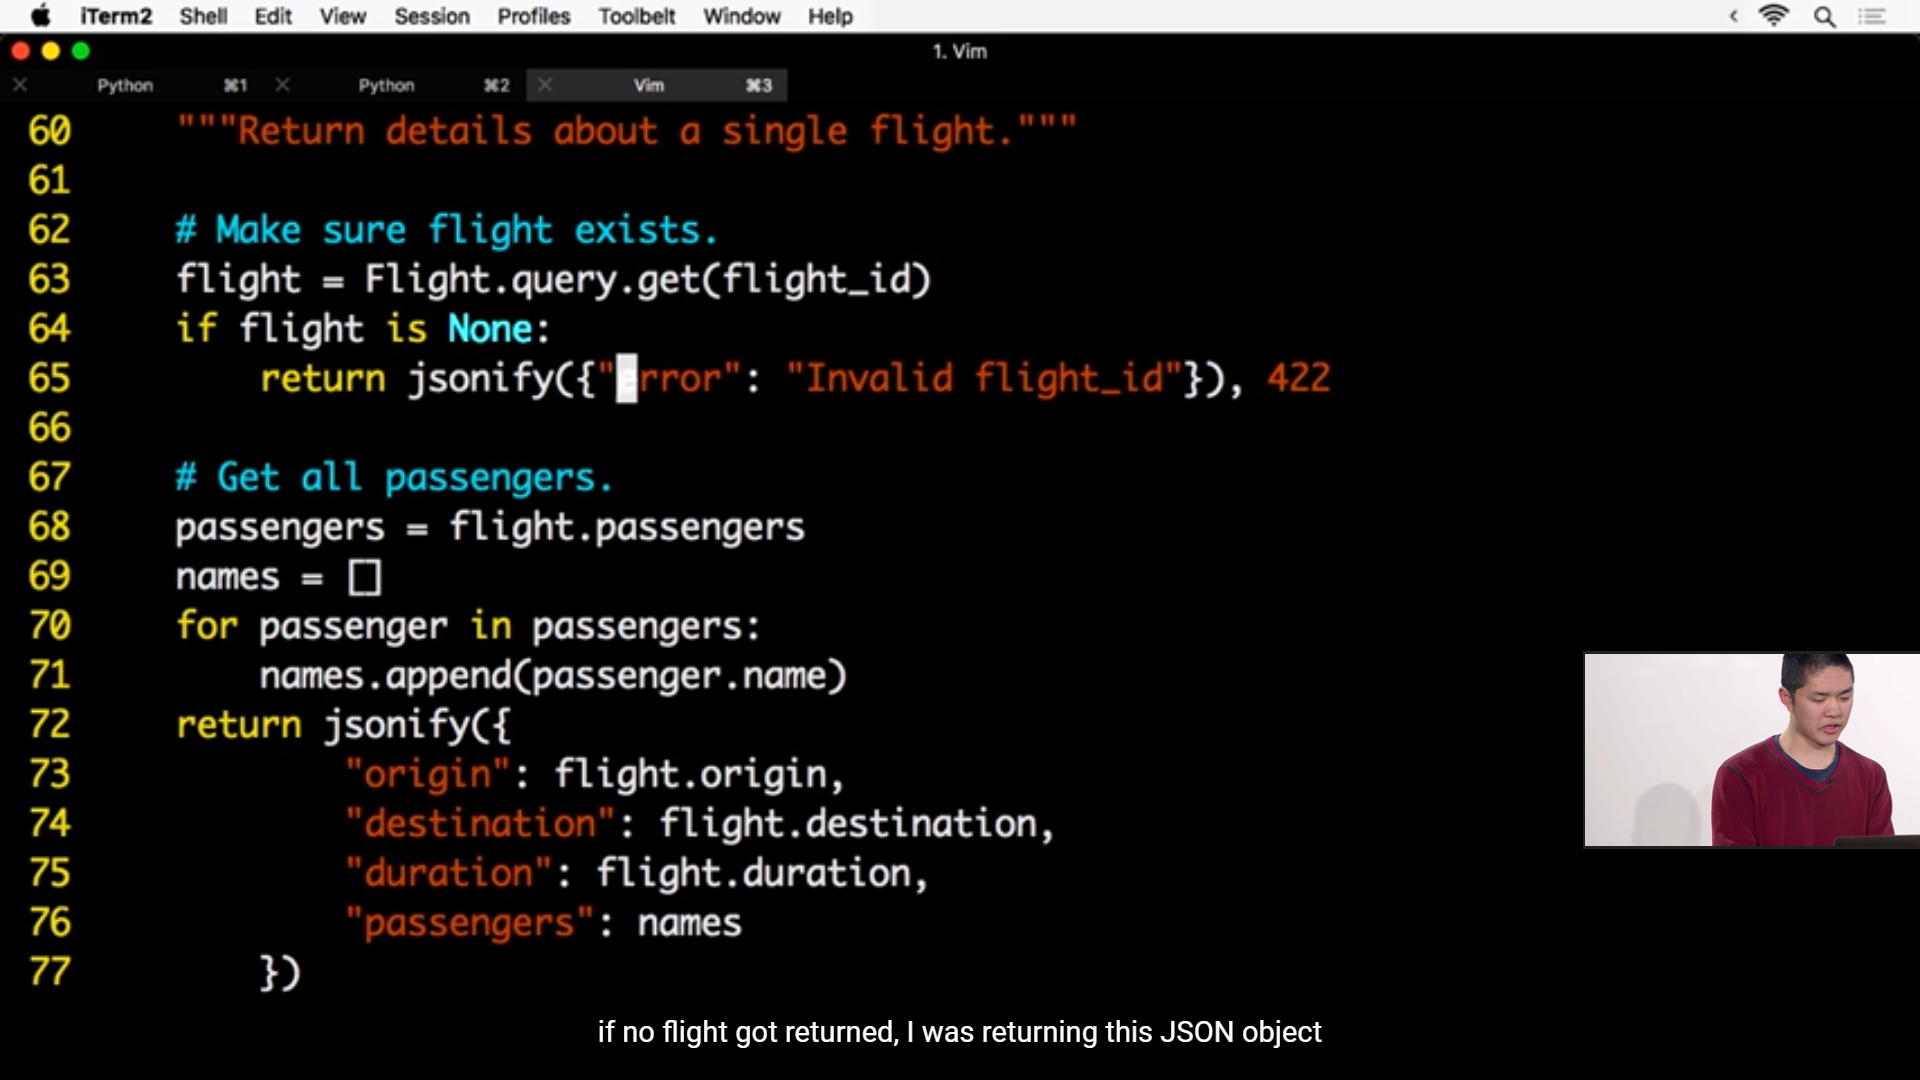 iTerm2 Shell Edit View Session Profiles Toolbelt Window Help
1. Vim
Python ⌘1 Python ⌘2 Vim ⌘3
60 """Return details about a single flight."""
61
62 # Make sure flight exists.
63 flight = Flight.query.get(flight_id)
64 if flight is None:
65 return jsonify({"error": "Invalid flight_id"}), 422
66
67 # Get all passengers.
68 passengers = flight.passengers
69 names = []
70 for passenger in passengers:
71 names.append(passenger.name)
72 return jsonify({
73 "origin": flight.origin,
74 "destination": flight.destination,
75 "duration": flight.duration,
76 "passengers": names
77 })
if no flight got returned, I was returning this JSON object